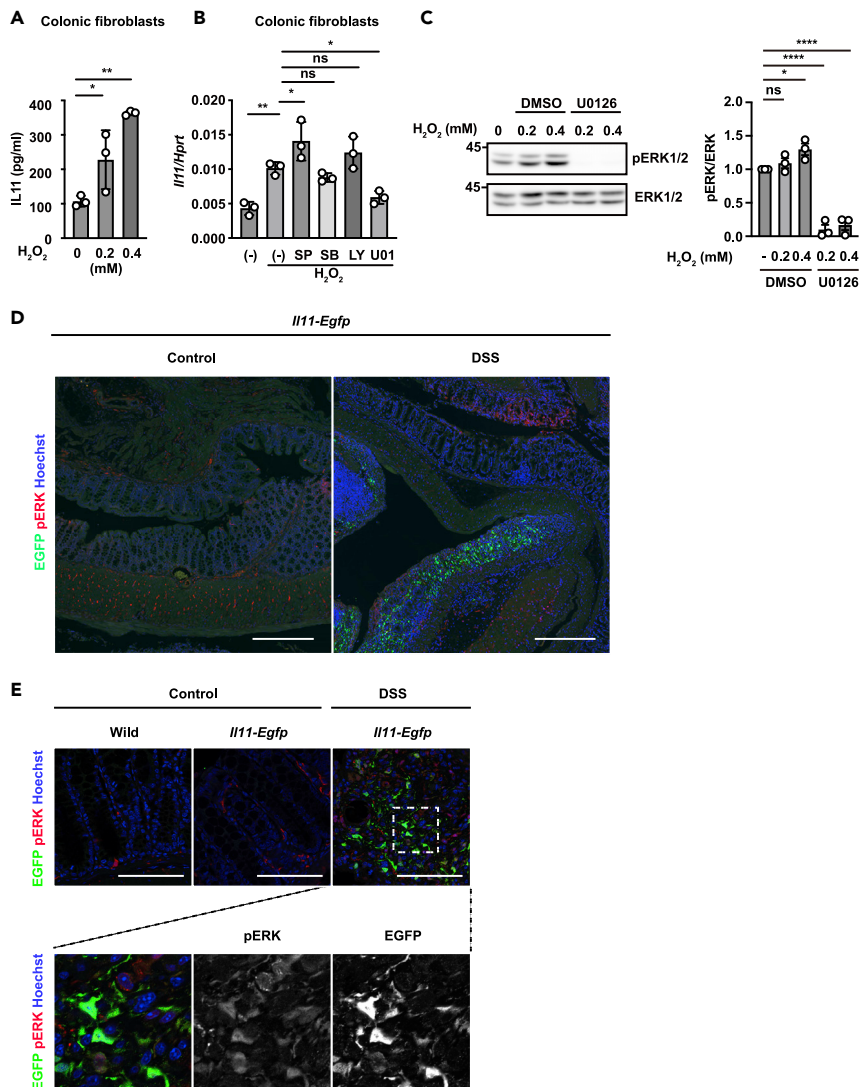 A
Colonic fibroblasts
**
*
400
300
200
100
0
IL11 (pg/ml)
H₂O₂ 0 0.2 0.4
(mM)
B
Colonic fibroblasts
*
ns
ns
** *
0.020
0.015
0.010
0.005
0.000
Il11/Hprt
(-) (-) SP SB LY U01
H₂O₂
C
DMSO U0126
H₂O₂ (mM) 0 0.2 0.4 0.2 0.4
45
pERK1/2
45
ERK1/2
****
****
*
ns
2.0
1.5
1.0
0.5
0.0
pERK/ERK
H₂O₂ (mM) - 0.2 0.4 0.2 0.4
DMSO U0126
D
Il11-Egfp
Control DSS
EGFP pERK Hoechst
E
Control DSS
Wild Il11-Egfp Il11-Egfp
EGFP pERK Hoechst
pERK EGFP
EGFP pERK Hoechst